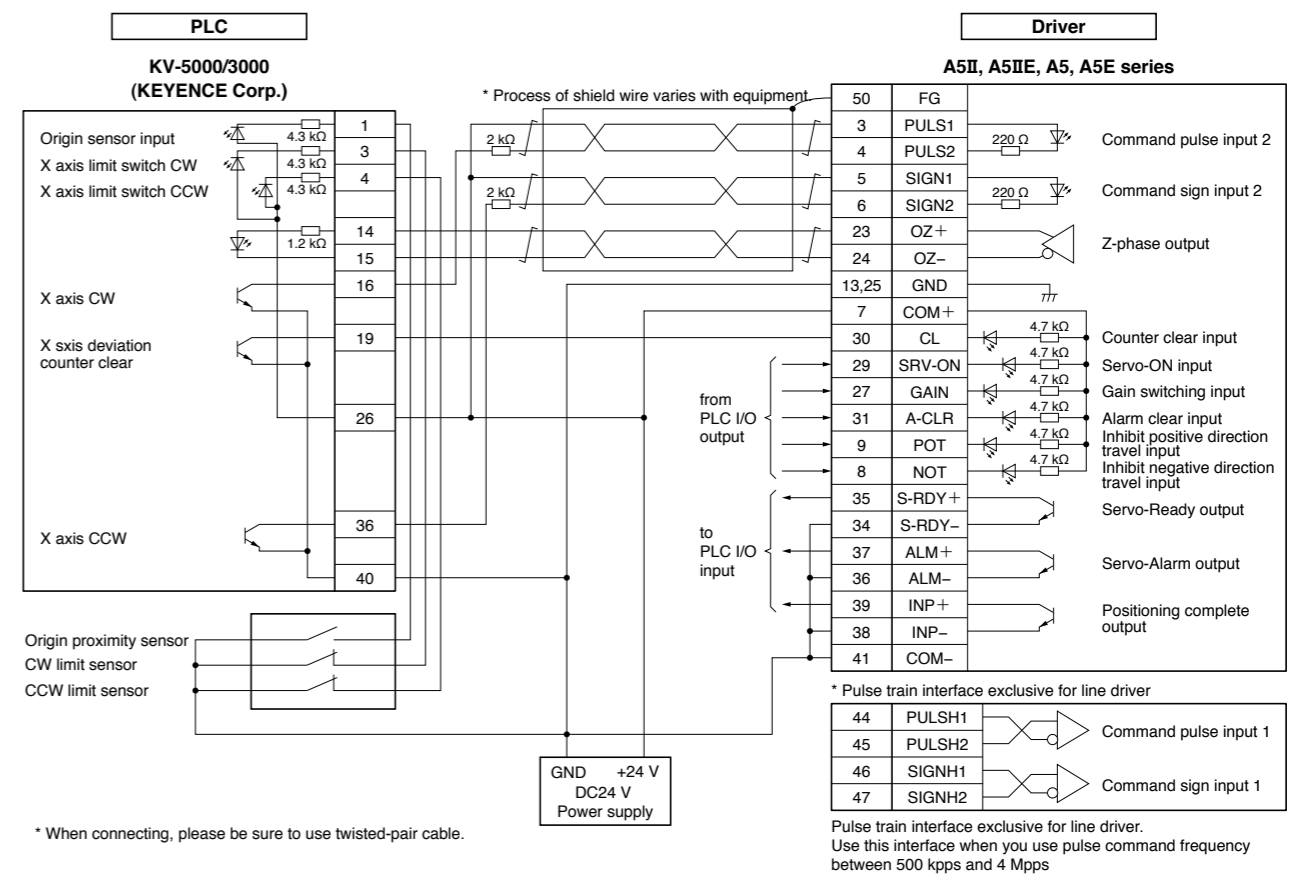 PLC
KV-5000/3000
(KEYENCE Corp.)
Origin sensor input
X axis limit switch CW
X axis limit switch CCW
4.3 kΩ
4.3 kΩ
4.3 kΩ
1.2 kΩ
X axis CW
X sxis deviation
counter clear
X axis CCW
1
3
4
14
15
16
19
26
36
40
Origin proximity sensor
CW limit sensor
CCW limit sensor
* Process of shield wire varies with equipment.
2 kΩ
2 kΩ
from
PLC I/O
output
to
PLC I/O
input
GND +24 V
DC24 V
Power supply
* When connecting, please be sure to use twisted-pair cable.
Driver
A5II, A5IIE, A5, A5E series
50 FG
3 PULS1
4 PULS2
220 Ω
Command pulse input 2
5 SIGN1
6 SIGN2
220 Ω
Command sign input 2
23 OZ+
24 OZ–
Z-phase output
13,25 GND
7 COM+
30 CL 4.7 kΩ Counter clear input
29 SRV-ON 4.7 kΩ Servo-ON input
27 GAIN 4.7 kΩ Gain switching input
31 A-CLR 4.7 kΩ Alarm clear input
9 POT 4.7 kΩ Inhibit positive direction
travel input
8 NOT 4.7 kΩ Inhibit negative direction
travel input
35 S-RDY+
34 S-RDY–
Servo-Ready output
37 ALM+
36 ALM–
Servo-Alarm output
39 INP+
38 INP–
Positioning complete
output
41 COM–
* Pulse train interface exclusive for line driver
44 PULSH1
45 PULSH2
Command pulse input 1
46 SIGNH1
47 SIGNH2
Command sign input 1
Pulse train interface exclusive for line driver.
Use this interface when you use pulse command frequency
between 500 kpps and 4 Mpps